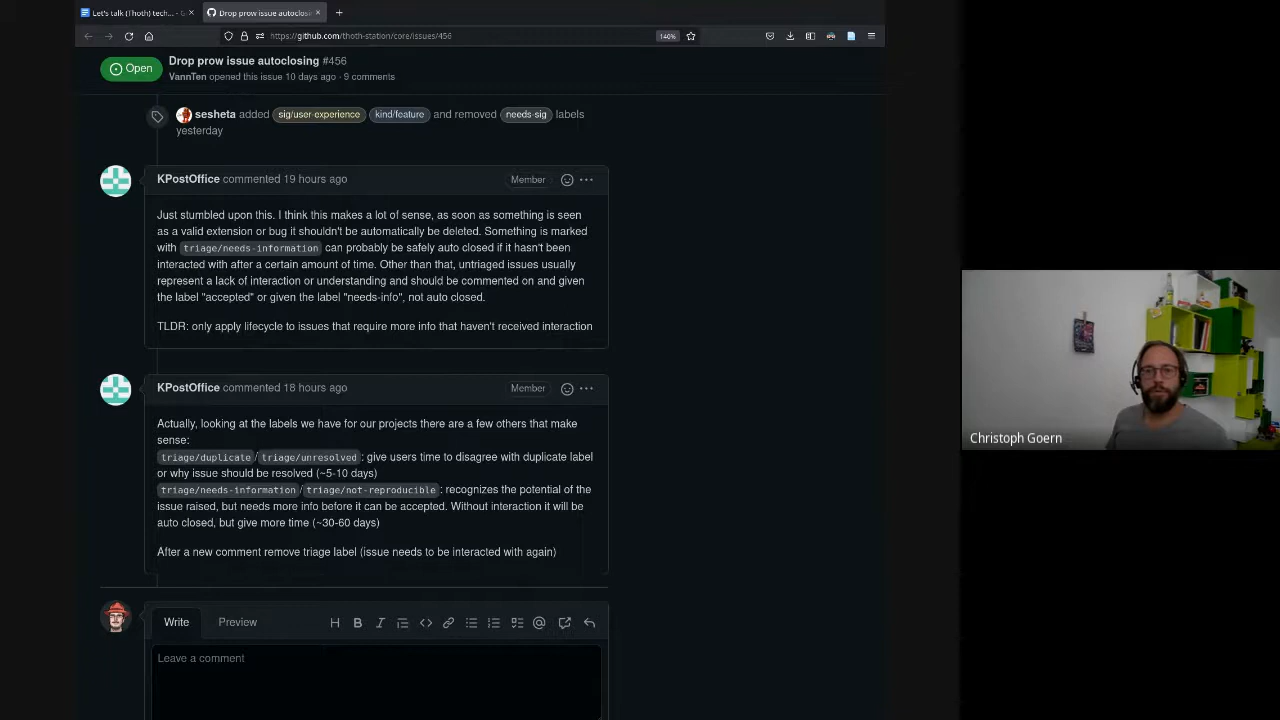 Let's talk (Thoth) tech... - G
Drop prow issue autoclosin
https://github.com/thoth-station/core/issues/456
140%
Open
Drop prow issue autoclosing #456
VannTen opened this issue 10 days ago · 9 comments
sesheta added sig/user-experience kind/feature and removed needs-sig labels
yesterday
KPostOffice commented 19 hours ago
Member
Just stumbled upon this. I think this makes a lot of sense, as soon as something is seen
as a valid extension or bug it shouldn't be automatically be deleted. Something is marked
with triage/needs-information can probably be safely auto closed if it hasn't been
interacted with after a certain amount of time. Other than that, untriaged issues usually
represent a lack of interaction or understanding and should be commented on and given
the label "accepted" or given the label "needs-info", not auto closed.
TLDR: only apply lifecycle to issues that require more info that haven't received interaction
KPostOffice commented 18 hours ago
Member
Actually, looking at the labels we have for our projects there are a few others that make
sense:
triage/duplicate/triage/unresolved: give users time to disagree with duplicate label
or why issue should be resolved (~5-10 days)
triage/needs-information/triage/not-reproducible: recognizes the potential of the
issue raised, but needs more info before it can be accepted. Without interaction it will be
auto closed, but give more time (~30-60 days)
After a new comment remove triage label (issue needs to be interacted with again)
Write
Preview
Leave a comment
Christoph Goern